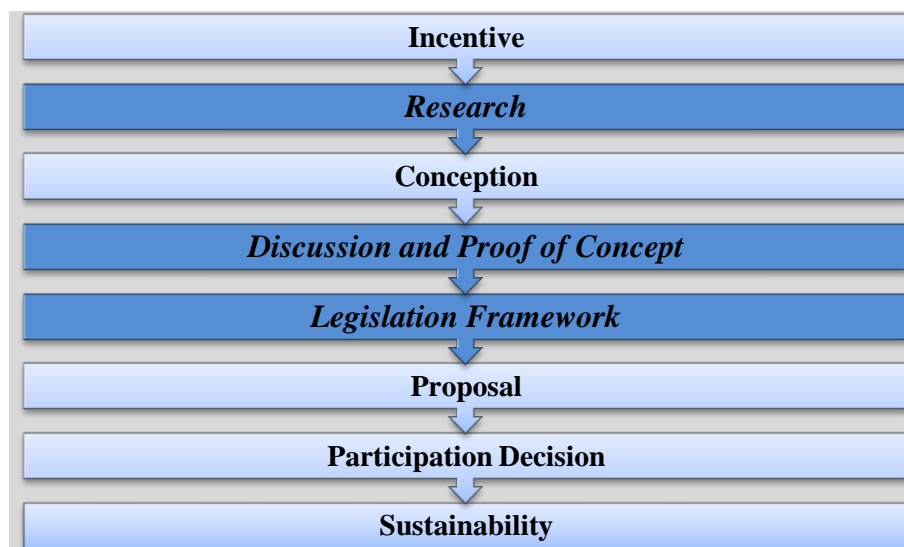 Incentive
Research
Conception
Discussion and Proof of Concept
Legislation Framework
Proposal
Participation Decision
Sustainability